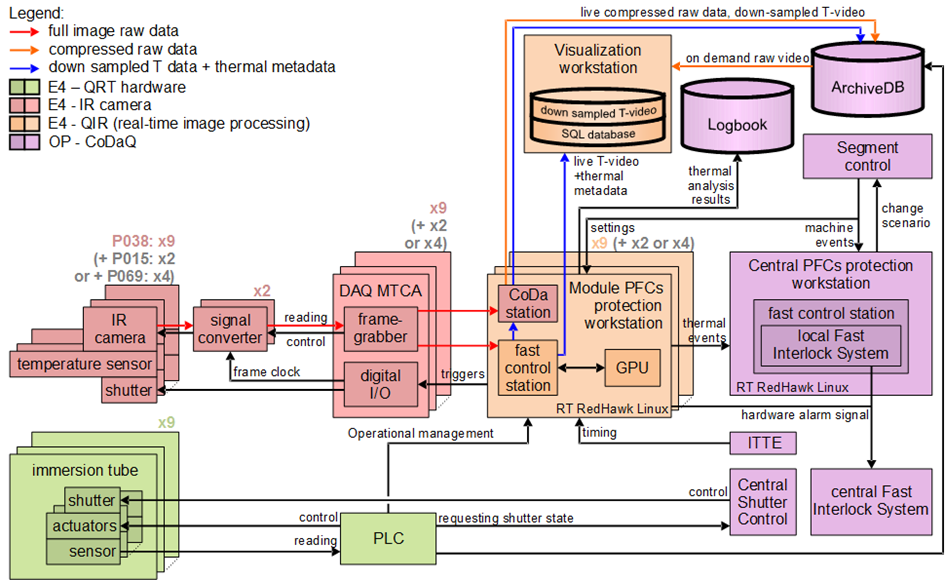 Legend:
full image raw data
compressed raw data
down sampled T data + thermal metadata
E4 – QRT hardware
E4 - IR camera
E4 - QIR (real-time image processing)
OP - CoDaQ
live compressed raw data, down-sampled T-video
Visualization
workstation
down sampled T-video
SQL database
on demand raw video
ArchiveDB
Logbook
Segment
control
live T-video
+thermal
metadata
thermal
analysis
results
settings
machine
events
change
scenario
P038: x9
(+ P015: x2
or + P069: x4)
x2
x9
(+ x2
or x4)
x9 (+ x2 or x4)
IR
camera
temperature sensor
shutter
signal
converter
reading
control
frame clock
DAQ MTCA
frame-
grabber
digital
I/O
triggers
Module PFCs
protection
workstation
CoDa
station
fast
control
station
GPU
RT RedHawk Linux
thermal
events
Central PFCs protection
workstation
fast control station
local Fast
Interlock System
RT RedHawk Linux
hardware alarm signal
Operational management
timing
ITTE
x9
immersion tube
shutter
actuators
sensor
control
reading
PLC
requesting shutter state
control
Central
Shutter
Control
central Fast
Interlock System